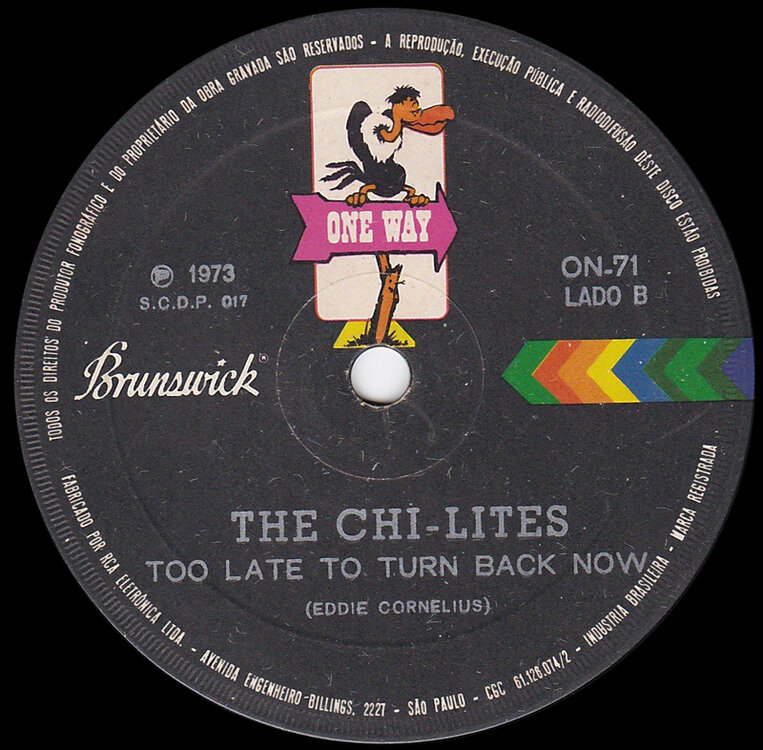 TODOS OS DIREITOS DO PRODUTOR FONOGRÁFICO E DO PROPRIETÁRIO DA OBRA GRAVADA SÃO RESERVADOS - A REPRODUÇÃO, EXECUÇÃO PÚBLICA E RADIODIFUSÃO DÊSTE DISCO ESTÃO PROIBIDAS
ONE WAY
℗ 1973
S.C.D.P. 017
ON-71
LADO B
Brunswick®
THE CHI-LITES
TOO LATE TO TURN BACK NOW
(EDDIE CORNELIUS)
FABRICADO POR RCA ELETRÔNICA LTDA - AVENIDA ENGENHEIRO BILLINGS, 2227 - SÃO PAULO - CGC 61.126.074/2 - INDÚSTRIA BRASILEIRA - MARCA REGISTRADA